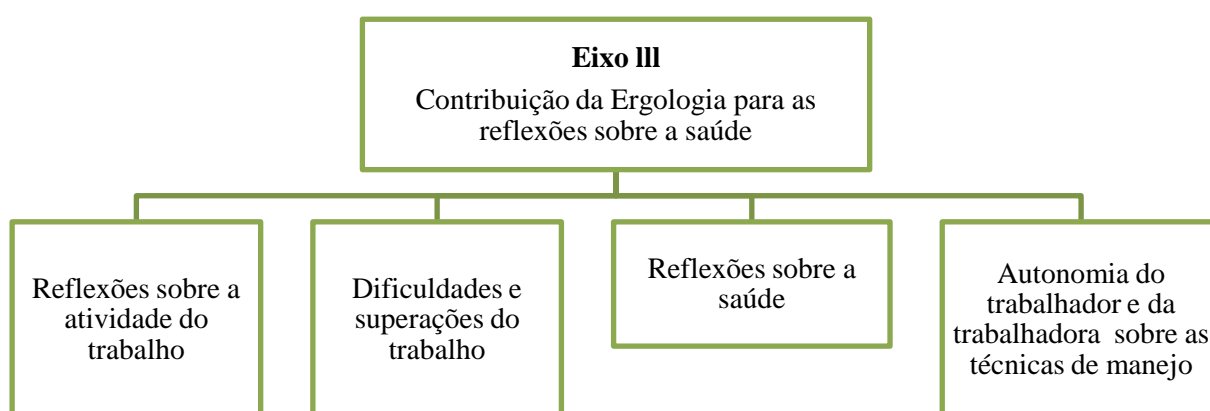 Eixo lll
Contribuição da Ergologia para as
reflexões sobre a saúde
Reflexões sobre a
atividade do
trabalho
Dificuldades e
superações do
trabalho
Reflexões sobre a
saúde
Autonomia do
trabalhador e da
trabalhadora sobre as
técnicas de manejo